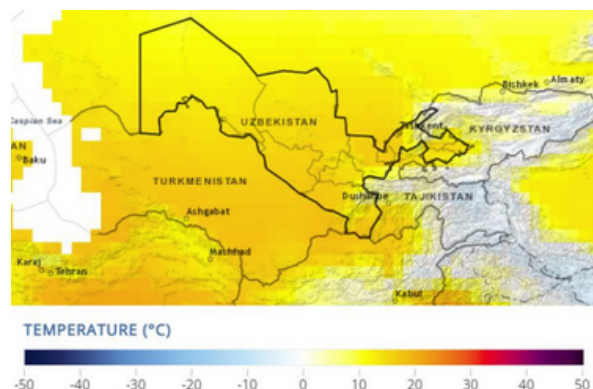 Almaty
Bishkek
Caspian Sea
UZBEKISTAN
Tashkent
KYRGYZSTAN
AN
Baku
TURKMENISTAN
Dushanbe
TAJIKISTAN
Ashgabat
Mashhad
Karaj
Tehran
Kabul
TEMPERATURE (°C)
-50 -40 -30 -20 -10 0 10 20 30 40 50